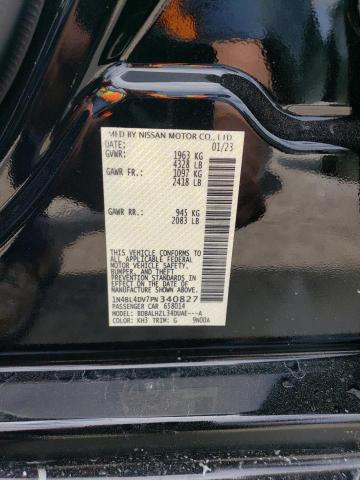 MFD BY NISSAN MOTOR CO., LTD
DATE: 01/23
GVWR: 1963 KG
4328 LB
GAWR FR: 1097 KG
2418 LB
GAWR RR: 945 KG
2083 LB
THIS VEHICLE CONFORMS TO
ALL APPLICABLE FEDERAL
MOTOR VEHICLE SAFETY,
BUMPER, AND THEFT
PREVENTION STANDARDS
IN EFFECT ON THE DATE OF
MANUFACTURE SHOWN ABOVE.
1N4BL4DV7PN340827
PASSENGER CAR 658014
MODEL: BDBALHZL34DUAE---A
COLOR: KH3 TRIM: G 9N00A